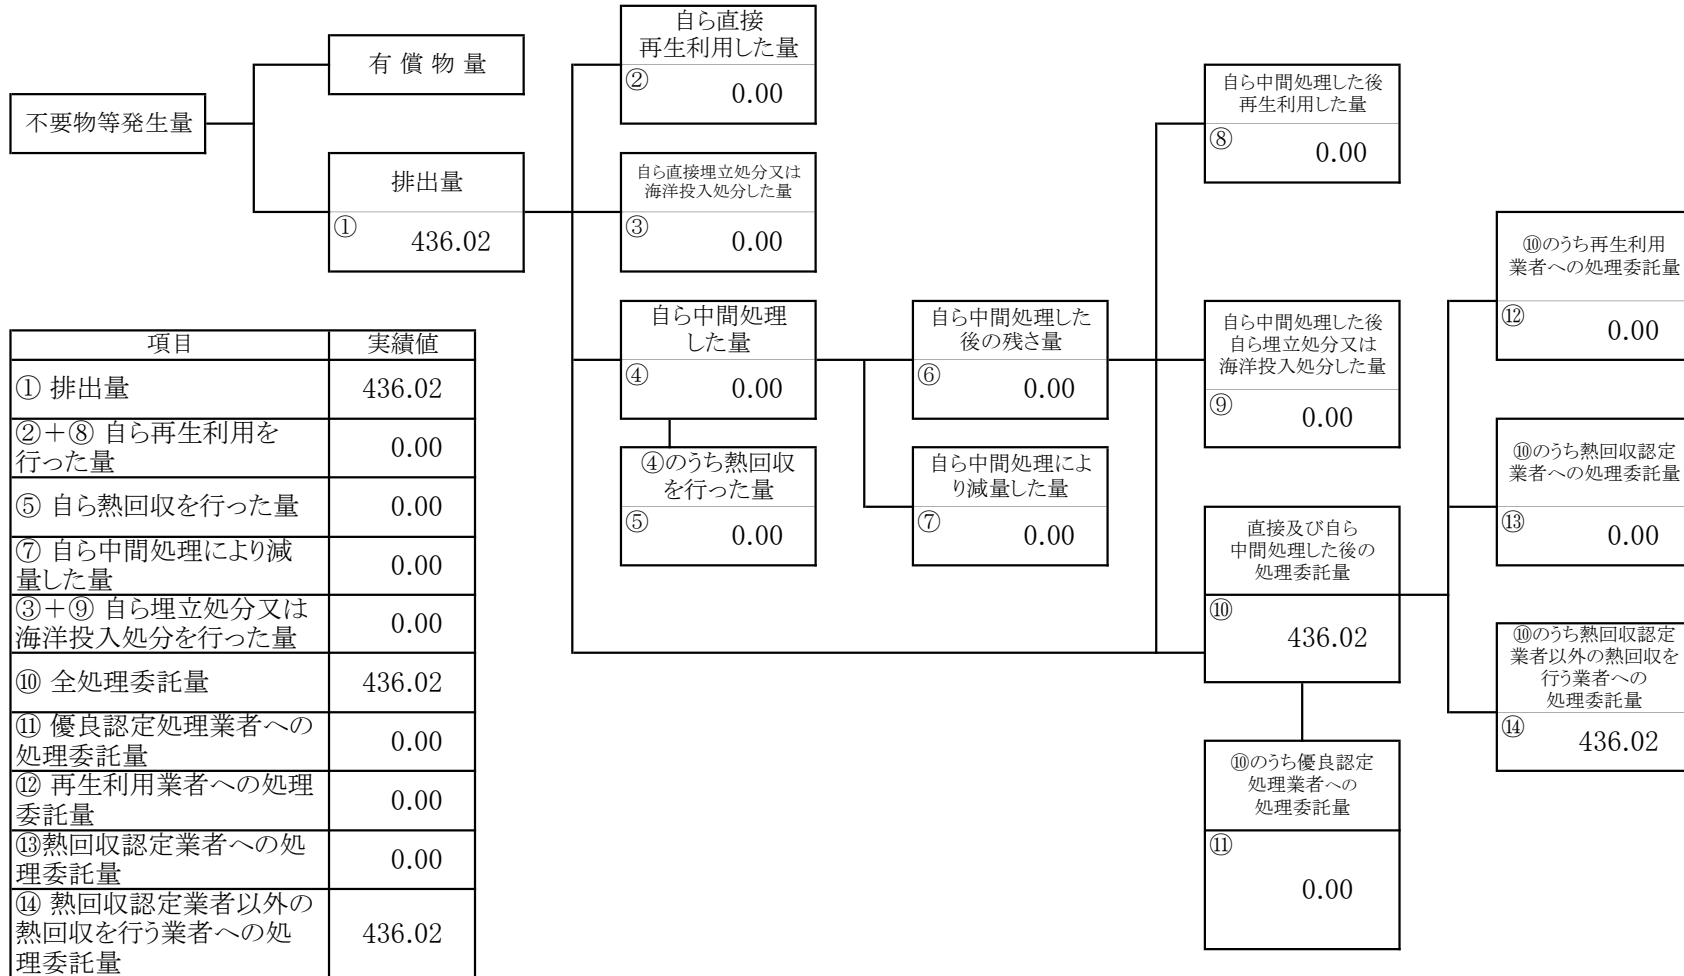 不要物等発生量
有 償 物 量
排出量
①
436.02
自ら直接
再生利用した量
②
0.00
自ら直接埋立処分又は
海洋投入処分した量
③
0.00
自ら中間処理
した量
④
0.00
④のうち熱回収
を行った量
⑤
0.00
自ら中間処理した
後の残さ量
⑥
0.00
自ら中間処理によ
り減量した量
⑦
0.00
自ら中間処理した後
再生利用した量
⑧
0.00
自ら中間処理した後
自ら埋立処分又は
海洋投入処分した量
⑨
0.00
直接及び自ら
中間処理した後の
処理委託量
⑩
436.02
⑩のうち優良認定
処理業者への
処理委託量
⑪
0.00
⑩のうち再生利用
業者への処理委託量
⑫
0.00
⑩のうち熱回収認定
業者への処理委託量
⑬
0.00
⑩のうち熱回収認定
業者以外の熱回収を
行う業者への
処理委託量
⑭
436.02
項目 実績値
① 排出量 436.02
②＋⑧ 自ら再生利用を
行った量 0.00
⑤ 自ら熱回収を行った量 0.00
⑦ 自ら中間処理により減
量した量 0.00
③＋⑨ 自ら埋立処分又は
海洋投入処分を行った量 0.00
⑩ 全処理委託量 436.02
⑪ 優良認定処理業者への
処理委託量 0.00
⑫ 再生利用業者への処理
委託量 0.00
⑬熱回収認定業者への処
理委託量 0.00
⑭ 熱回収認定業者以外の
熱回収を行う業者への処
理委託量 436.02